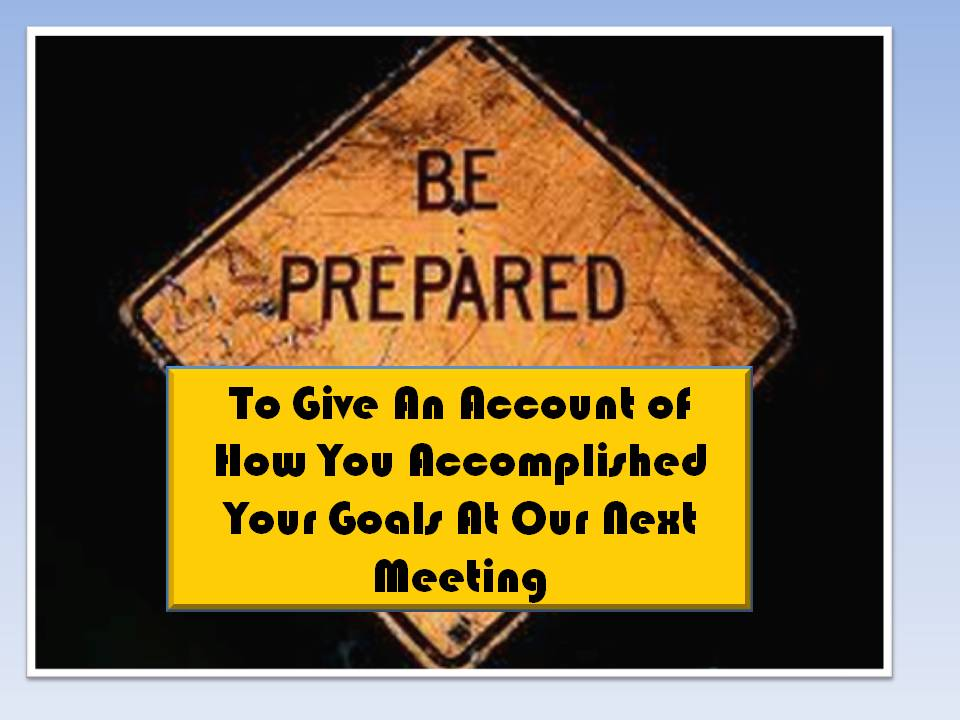 BE
PREPARED
To Give An Account of
How You Accomplished
Your Goals At Our Next
Meeting